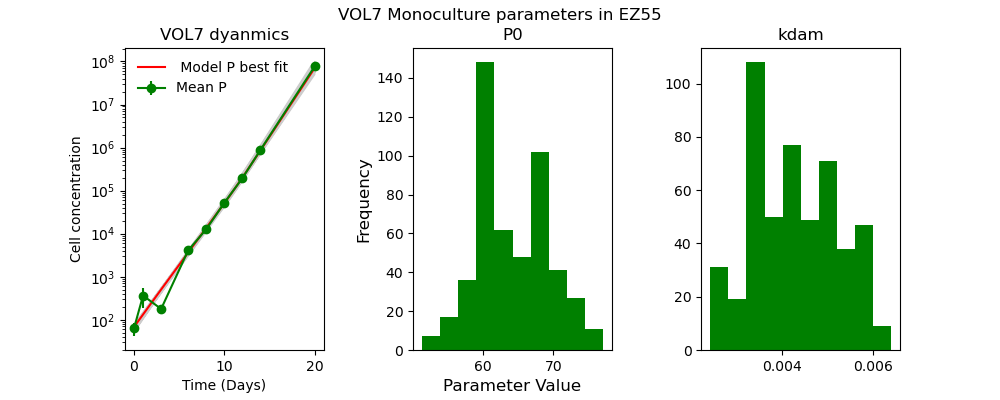 VOL7 Monoculture parameters in EZ55
VOL7 dyanmics
P0
kdam
Model P best fit
Mean P
Cell concentration
10^8
10^7
10^6
10^5
10^4
10^3
10^2
0
10
20
Time (Days)
Frequency
140
120
100
80
60
40
20
0
60
70
Parameter Value
100
80
60
40
20
0
0.004
0.006